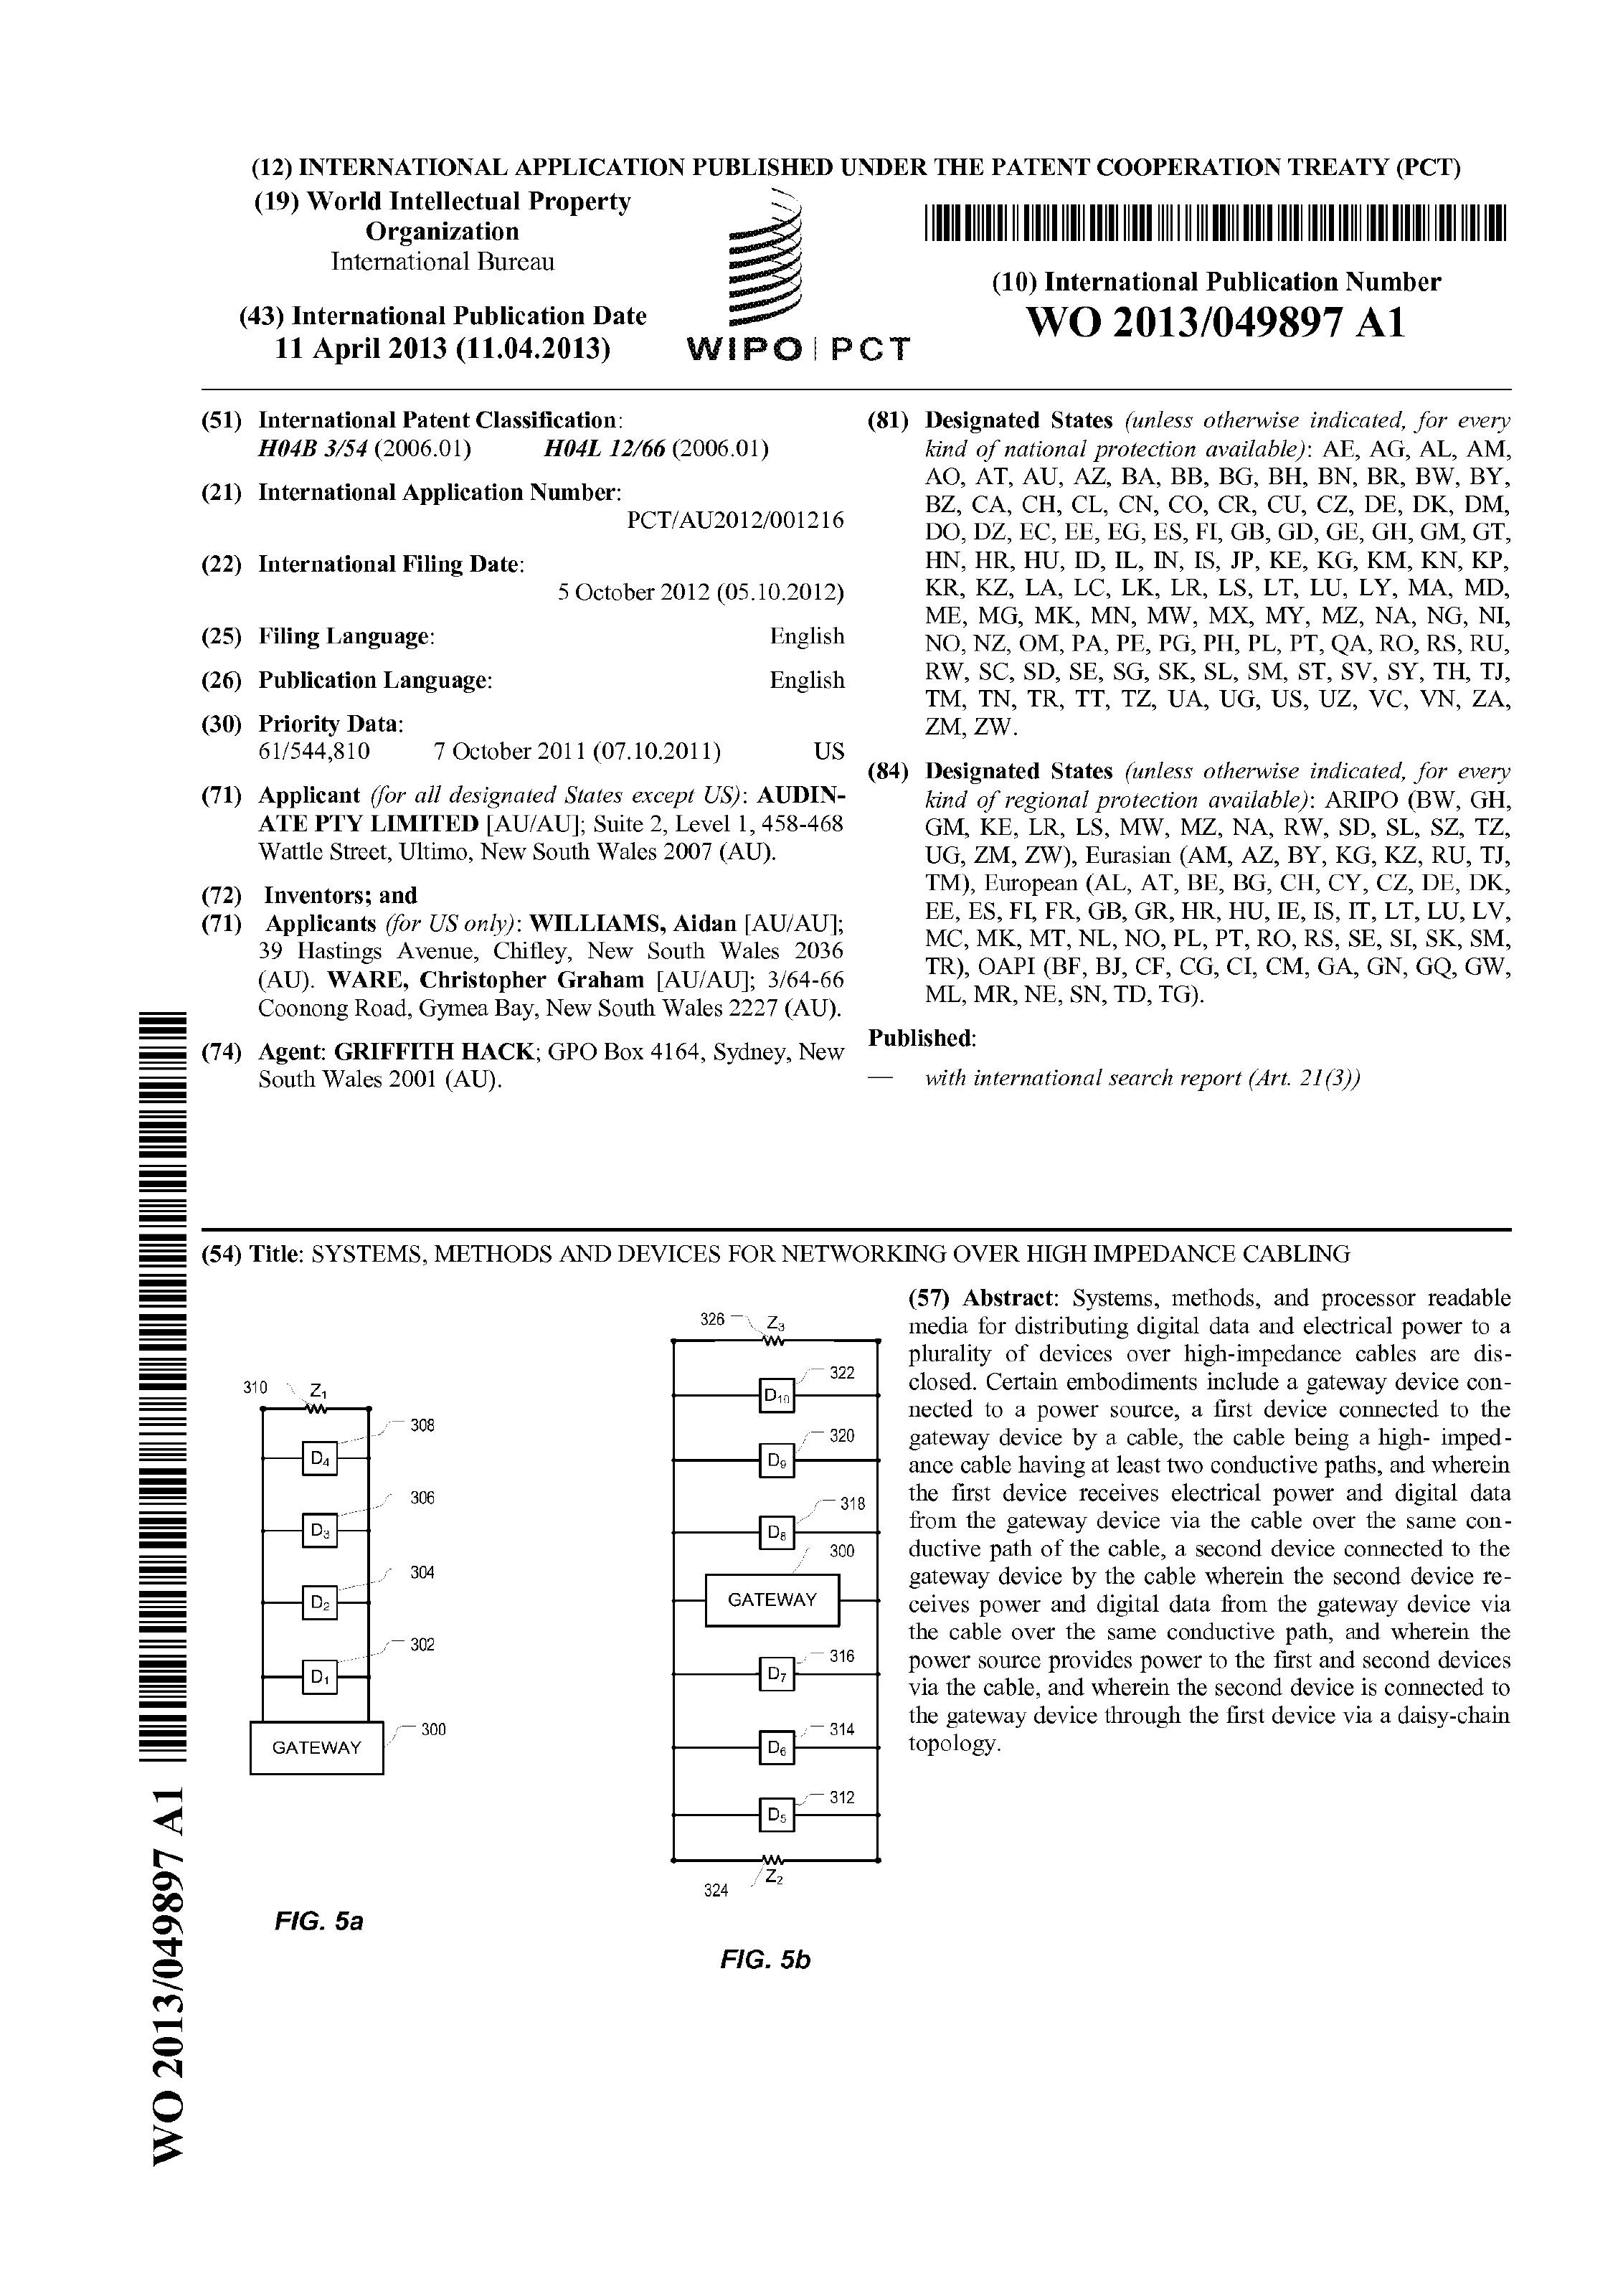 (12) INTERNATIONAL APPLICATION PUBLISHED UNDER THE PATENT COOPERATION TREATY (PCT)
(19) World Intellectual Property
Organization
International Bureau
(43) International Publication Date
11 April 2013 (11.04.2013)
WIPO | PCT
(10) International Publication Number
WO 2013/049897 A1
(51) International Patent Classification:
H04B 3/54 (2006.01) H04L 12/66 (2006.01)
(21) International Application Number:
PCT/AU2012/001216
(22) International Filing Date:
5 October 2012 (05.10.2012)
(25) Filing Language: English
(26) Publication Language: English
(30) Priority Data:
61/544,810 7 October 2011 (07.10.2011) US
(71) Applicant (for all designated States except US): AUDIN-
ATE PTY LIMITED [AU/AU]; Suite 2, Level 1, 458-468
Wattle Street, Ultimo, New South Wales 2007 (AU).
(72) Inventors; and
(71) Applicants (for US only): WILLIAMS, Aidan [AU/AU];
39 Hastings Avenue, Chifley, New South Wales 2036
(AU). WARE, Christopher Graham [AU/AU]; 3/64-66
Coonong Road, Gymea Bay, New South Wales 2227 (AU).
(74) Agent: GRIFFITH HACK; GPO Box 4164, Sydney, New
South Wales 2001 (AU).
(81) Designated States (unless otherwise indicated, for every
kind of national protection available): AE, AG, AL, AM,
AO, AT, AU, AZ, BA, BB, BG, BH, BN, BR, BW, BY,
BZ, CA, CH, CL, CN, CO, CR, CU, CZ, DE, DK, DM,
DO, DZ, EC, EE, EG, ES, FI, GB, GD, GE, GH, GM, GT,
HN, HR, HU, ID, IL, IN, IS, JP, KE, KG, KM, KN, KP,
KR, KZ, LA, LC, LK, LR, LS, LT, LU, LY, MA, MD,
ME, MG, MK, MN, MW, MX, MY, MZ, NA, NG, NI,
NO, NZ, OM, PA, PE, PG, PH, PL, PT, QA, RO, RS, RU,
RW, SC, SD, SE, SG, SK, SL, SM, ST, SV, SY, TH, TJ,
TM, TN, TR, TT, TZ, UA, UG, US, UZ, VC, VN, ZA,
ZM, ZW.
(84) Designated States (unless otherwise indicated, for every
kind of regional protection available): ARIPO (BW, GH,
GM, KE, LR, LS, MW, MZ, NA, RW, SD, SL, SZ, TZ,
UG, ZM, ZW), Eurasian (AM, AZ, BY, KG, KZ, RU, TJ,
TM), European (AL, AT, BE, BG, CH, CY, CZ, DE, DK,
EE, ES, FI, FR, GB, GR, HR, HU, IE, IS, IT, LT, LU, LV,
MC, MK, MT, NL, NO, PL, PT, RO, RS, SE, SI, SK, SM,
TR), OAPI (BF, BJ, CF, CG, CI, CM, GA, GN, GQ, GW,
ML, MR, NE, SN, TD, TG).
Published:
— with international search report (Art. 21(3))
(54) Title: SYSTEMS, METHODS AND DEVICES FOR NETWORKING OVER HIGH IMPEDANCE CABLING
310 Z1
308
D4
306
D3
304
D2
302
D1
300
GATEWAY
FIG. 5a
326 Z3
322
D10
320
D9
318
D8
300
GATEWAY
316
D7
314
D6
312
D5
Z2
324
FIG. 5b
(57) Abstract: Systems, methods, and processor readable
media for distributing digital data and electrical power to a
plurality of devices over high-impedance cables are dis-
closed. Certain embodiments include a gateway device con-
nected to a power source, a first device connected to the
gateway device by a cable, the cable being a high- imped-
ance cable having at least two conductive paths, and wherein
the first device receives electrical power and digital data
from the gateway device via the cable over the same con-
ductive path of the cable, a second device connected to the
gateway device by the cable wherein the second device re-
ceives power and digital data from the gateway device via
the cable over the same conductive path, and wherein the
power source provides power to the first and second devices
via the cable, and wherein the second device is connected to
the gateway device through the first device via a daisy-chain
topology.
WO 2013/049897 A1